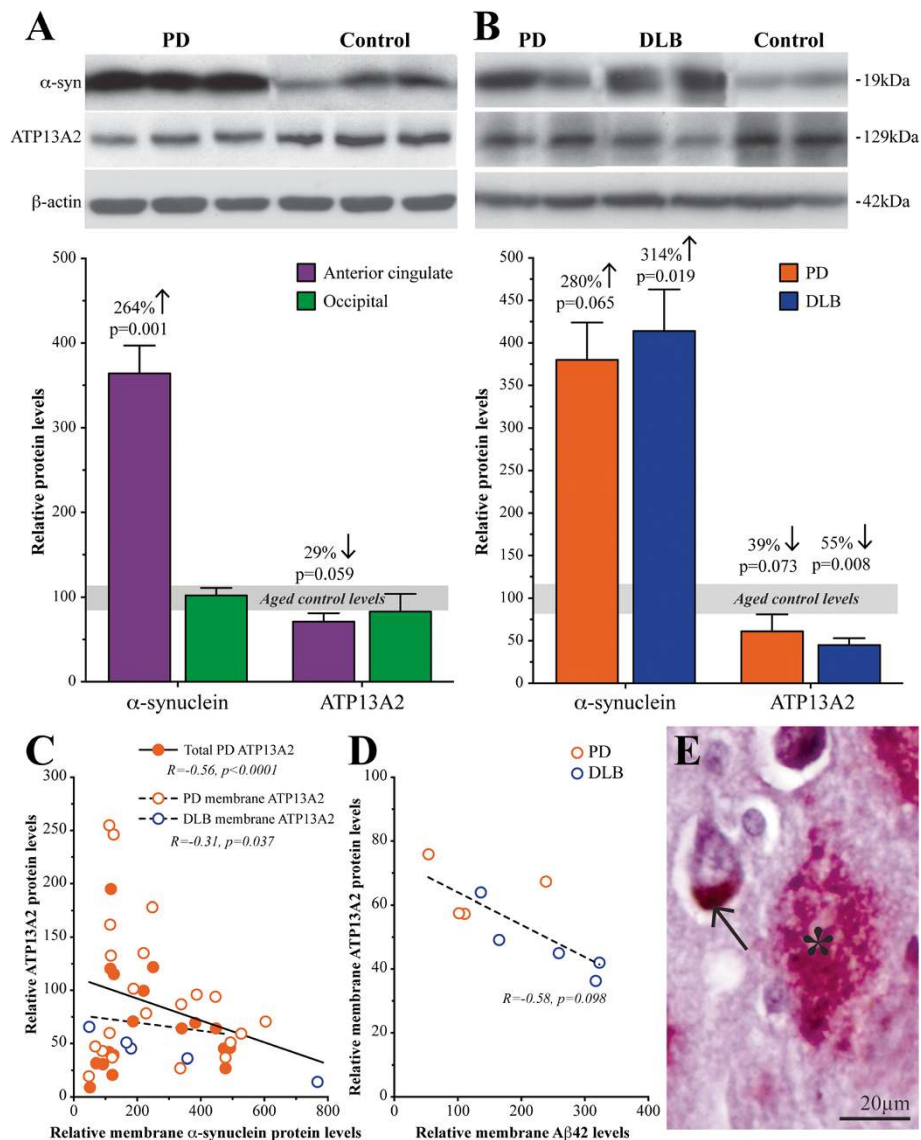 A
PD Control
α-syn
ATP13A2
β-actin
B
PD DLB Control
-19kDa
-129kDa
-42kDa
500
450
400
350
300
250
200
150
100
50
0
Relative protein levels
Anterior cingulate
Occipital
264%↑
p=0.001
29%↓
p=0.059
Aged control levels
α-synuclein ATP13A2
500
450
400
350
300
250
200
150
100
50
0
Relative protein levels
PD
DLB
280%↑
p=0.065
314%↑
p=0.019
39%↓
p=0.073
55%↓
p=0.008
Aged control levels
α-synuclein ATP13A2
C
Total PD ATP13A2
R=-0.56, p<0.0001
PD membrane ATP13A2
DLB membrane ATP13A2
R=-0.31, p=0.037
300
250
200
150
100
50
0
Relative ATP13A2 protein levels
0 200 400 600 800
Relative membrane α-synuclein protein levels
D
PD
DLB
100
80
60
40
20
0
Relative membrane ATP13A2 protein levels
R=-0.58, p=0.098
0 100 200 300 400
Relative membrane Aβ42 levels
E
*
20µm